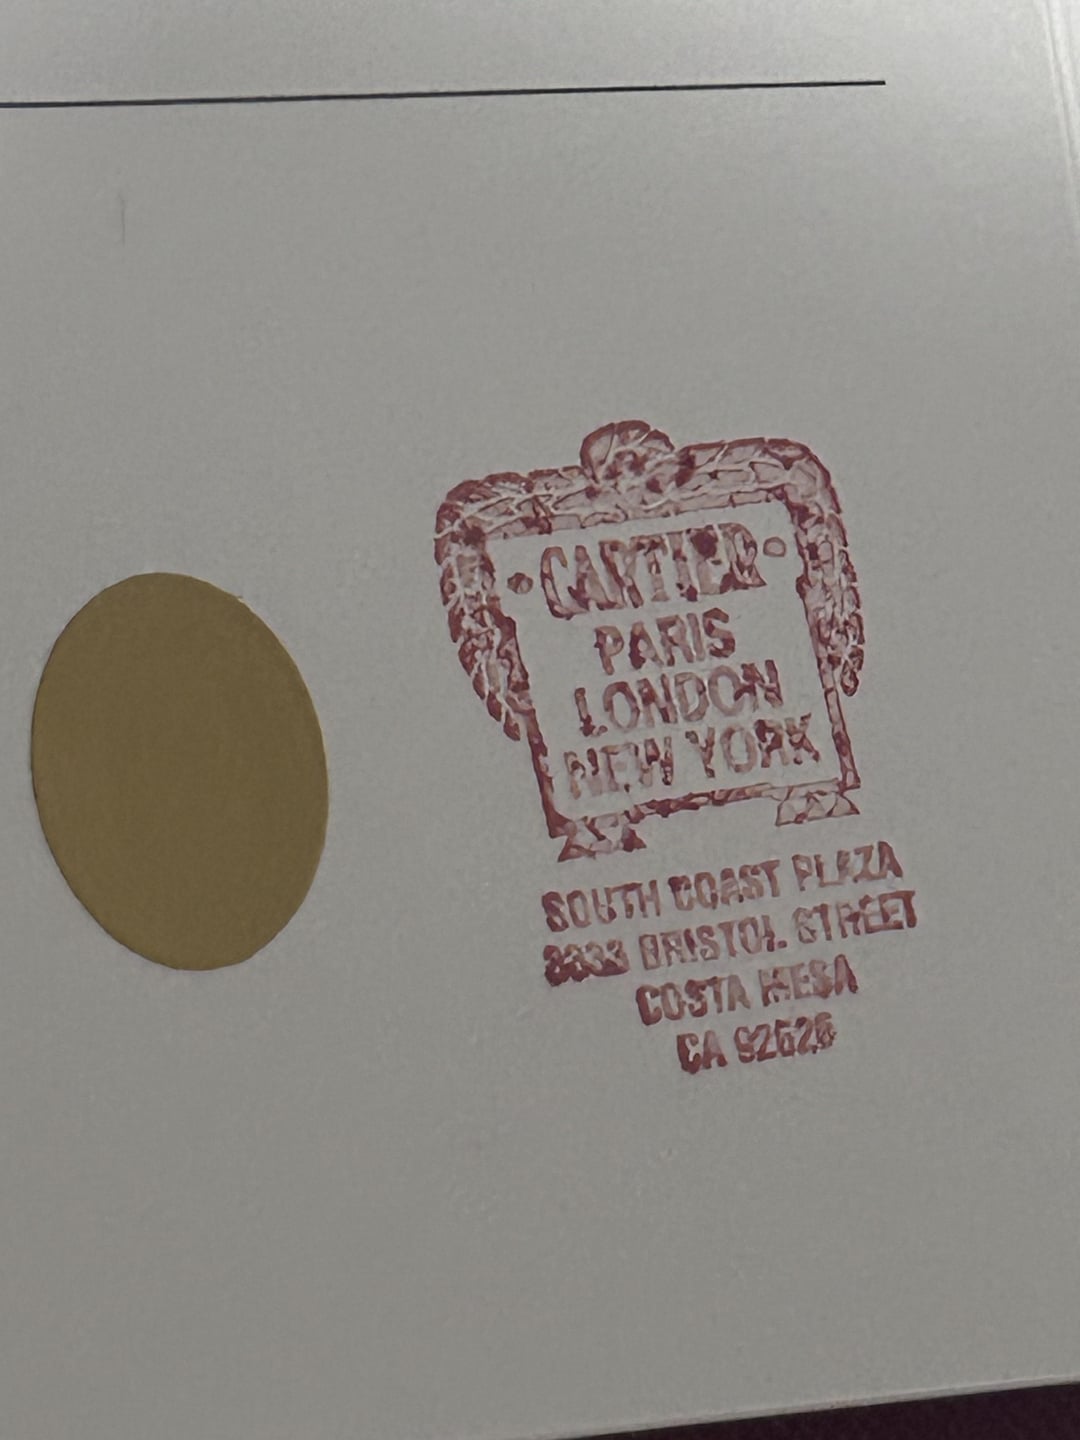 ·CARTIER·
PARIS
LONDON
NEW YORK
SOUTH COAST PLAZA
3333 BRISTOL STREET
COSTA MESA
CA 92626